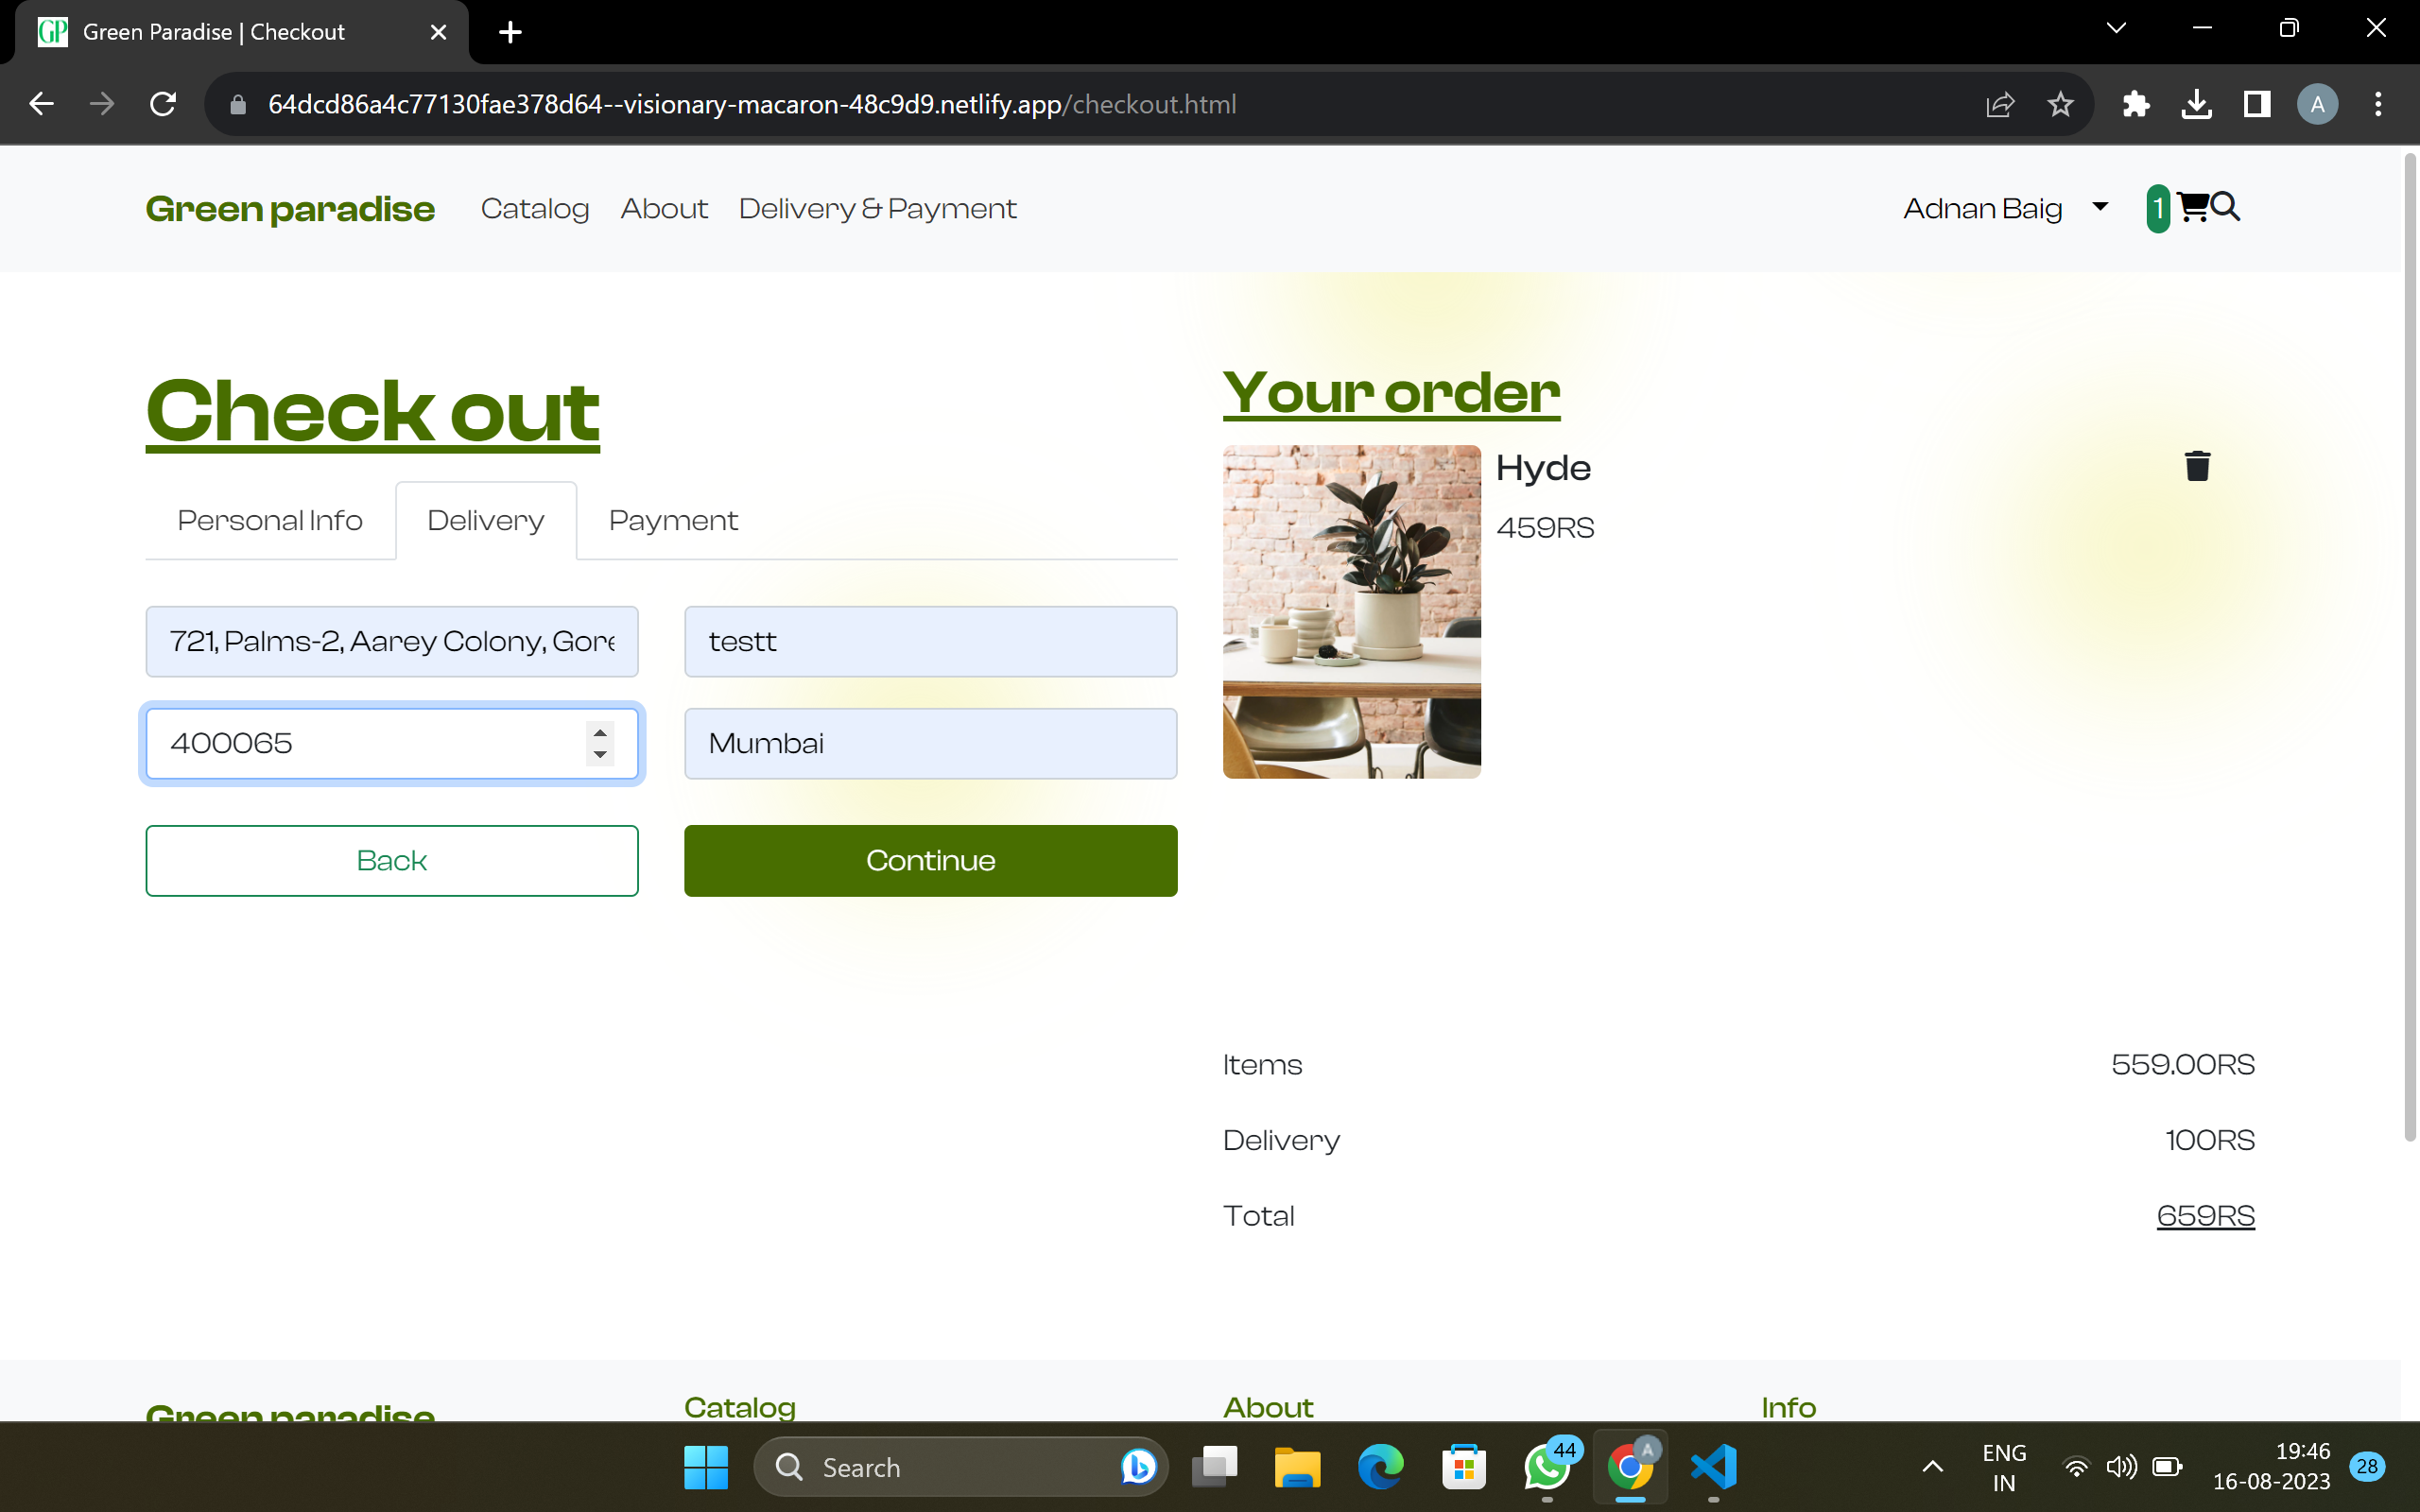 GP Green Paradise | Checkout
64dcd86a4c77130fae378d64--visionary-macaron-48c9d9.netlify.app/checkout.html
A
Green paradise Catalog About Delivery & Payment Adnan Baig 1
Check out
Personal Info Delivery Payment
721, Palms-2, Aarey Colony, Gore testt
400065 Mumbai
Back Continue
Your order
Hyde
459RS
Items 559.00RS
Delivery 100RS
Total 659RS
Green paradise Catalog About Info
Search
44
A
ENG
IN
19:46
16-08-2023
28